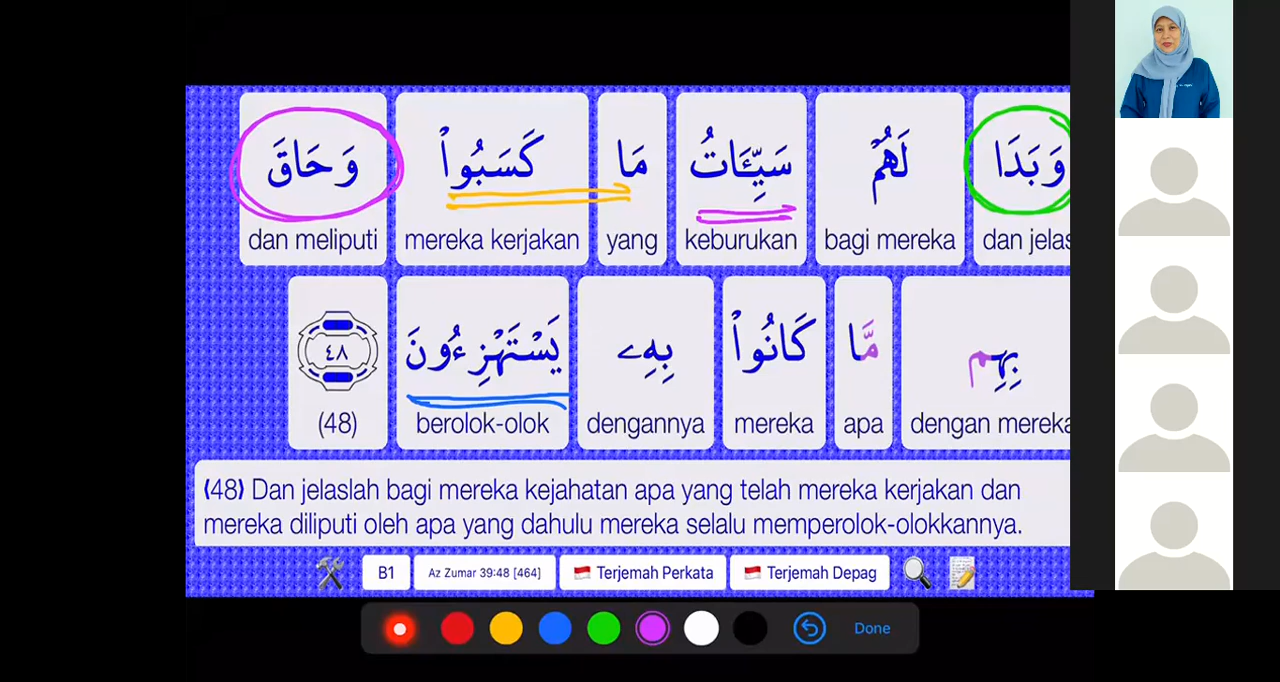 وَبَدَا لَهُمْ سَيِّـَٔاتُ مَا كَسَبُوا۟ وَحَاقَ
dan jelas bagi mereka keburukan yang mereka kerjakan dan meliputi
بِهِم مَّا كَانُوا۟ بِهِۦ يَسْتَهْزِءُونَ ٤٨
dengan mereka apa mereka dengannya berolok-olok (48)
(48) Dan jelaslah bagi mereka kejahatan apa yang telah mereka kerjakan dan
mereka diliputi oleh apa yang dahulu mereka selalu memperolok-olokkannya.
B1 Az Zumar 39:48 [464] Terjemah Perkata Terjemah Depag
Done